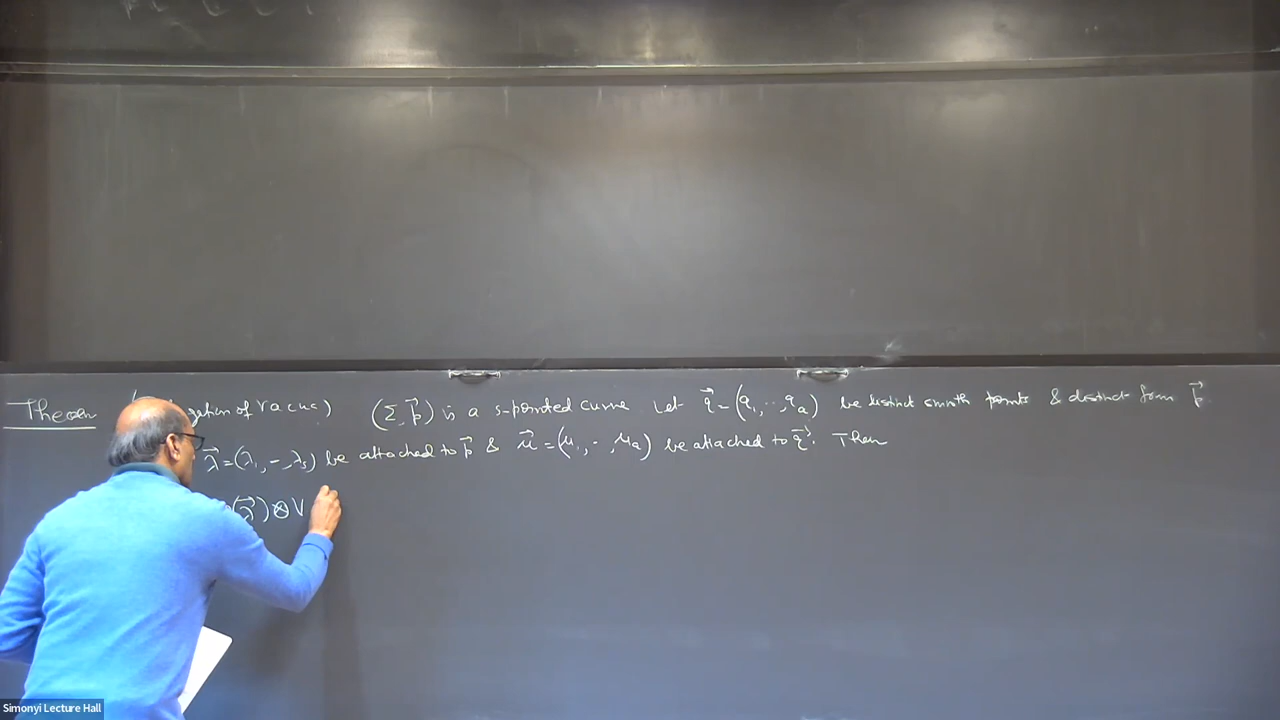 Theorem (gation of vacua) (Σ, p⃗) is a s-pointed curve Let q⃗ = (q₁, ..., qₐ) be distinct smooth points & distinct from p⃗
λ⃗ = (λ₁, -, λₛ) be attached to p⃗ & μ⃗ = (μ₁, -, μₐ) be attached to q⃗. Then
(λ⃗) ⊗ V
Simonyi Lecture Hall